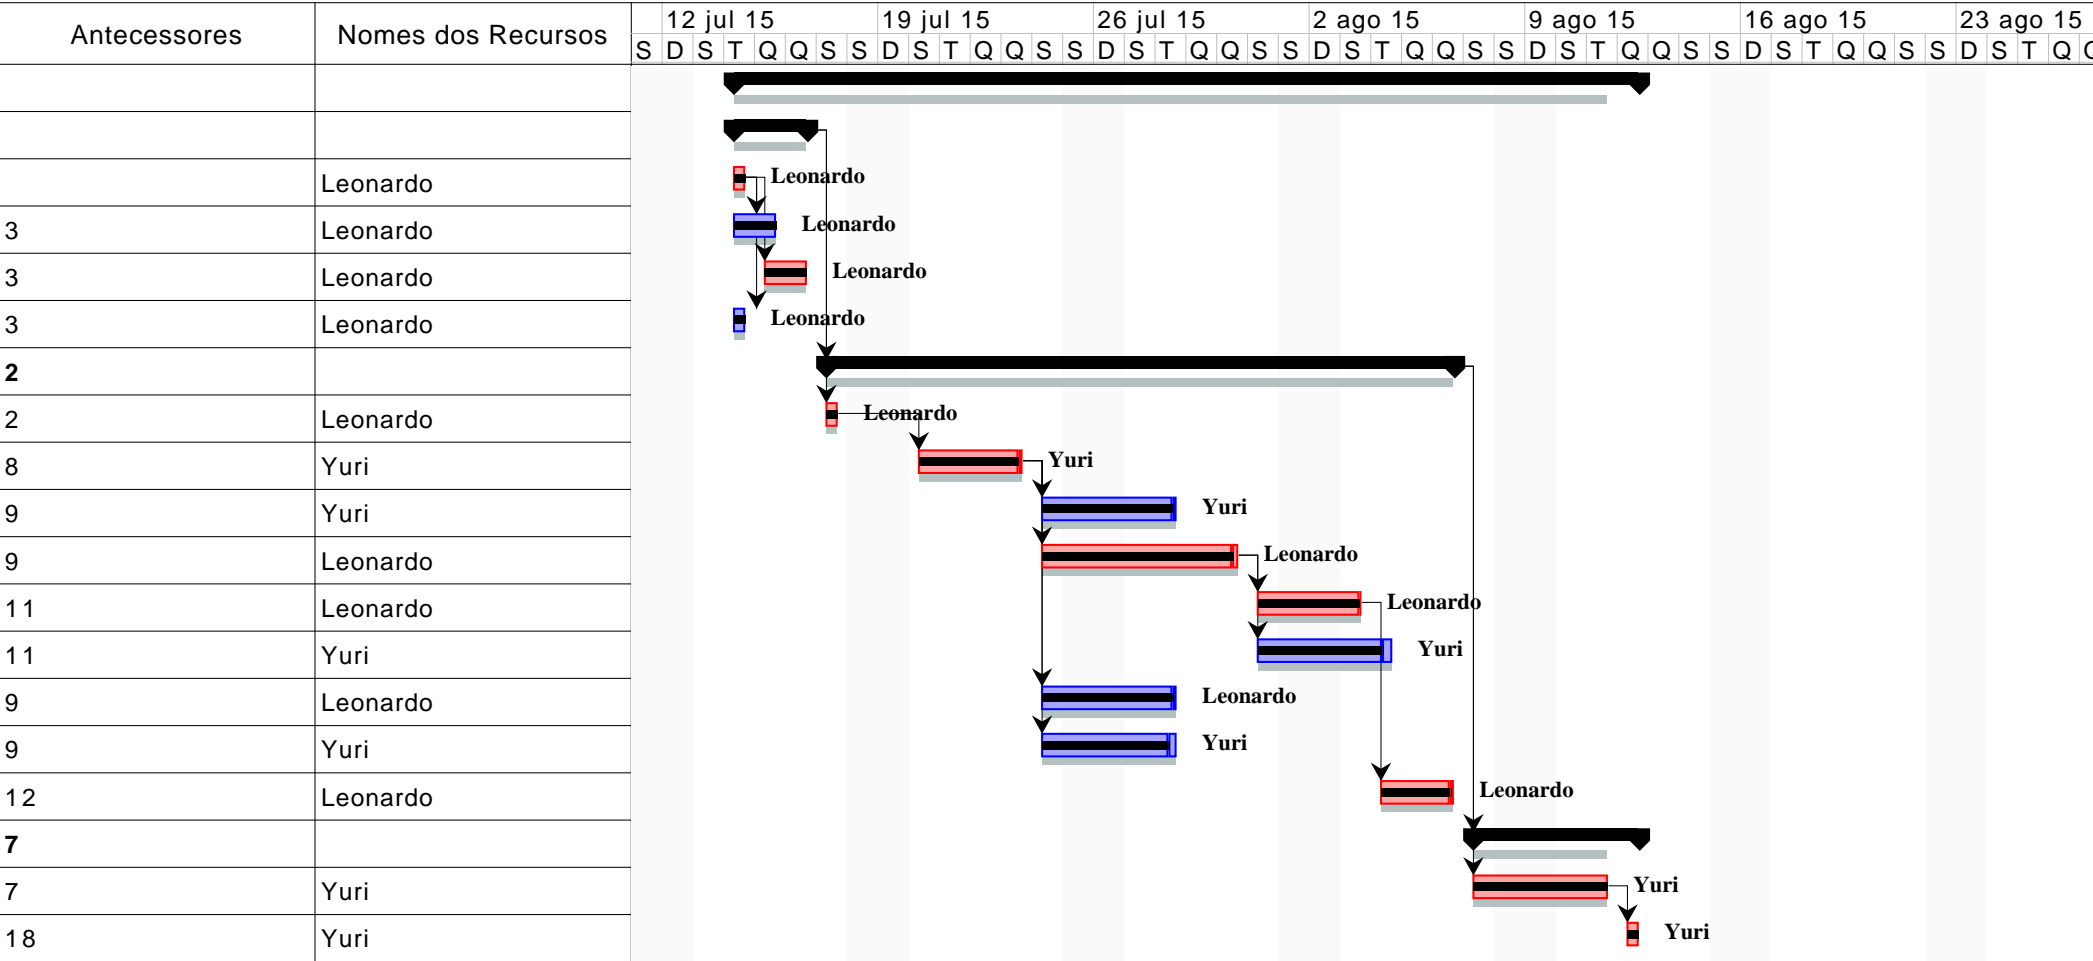 Antecessores Nomes dos Recursos 12 jul 15 19 jul 15 26 jul 15 2 ago 15 9 ago 15 16 ago 15 23 ago 15
S D S T Q Q S S D S T Q Q S S D S T Q Q S S D S T Q Q S S D S T Q Q S S D S T Q Q S S D S T Q Q
Leonardo Leonardo
3 Leonardo Leonardo
3 Leonardo Leonardo
3 Leonardo Leonardo
2
2 Leonardo Leonardo
8 Yuri Yuri
9 Yuri Yuri
9 Leonardo Leonardo
11 Leonardo Leonardo
11 Yuri Yuri
9 Leonardo Leonardo
9 Yuri Yuri
12 Leonardo Leonardo
7
7 Yuri Yuri
18 Yuri Yuri